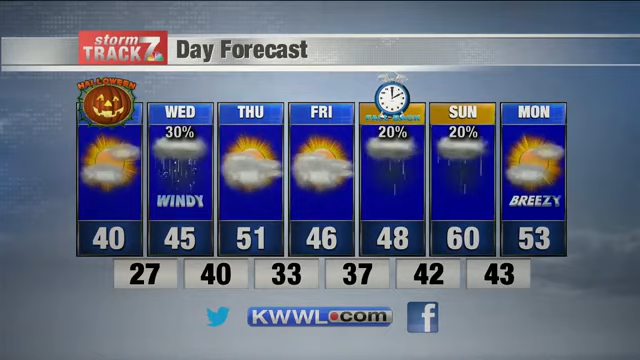 storm
TRACK 7
Day Forecast
HALLOWEEN
WED THU FRI SUN MON
30% 20% 20%
WINDY BREEZY
40 45 51 46 48 60 53
27 40 33 37 42 43
KWWL.com
f